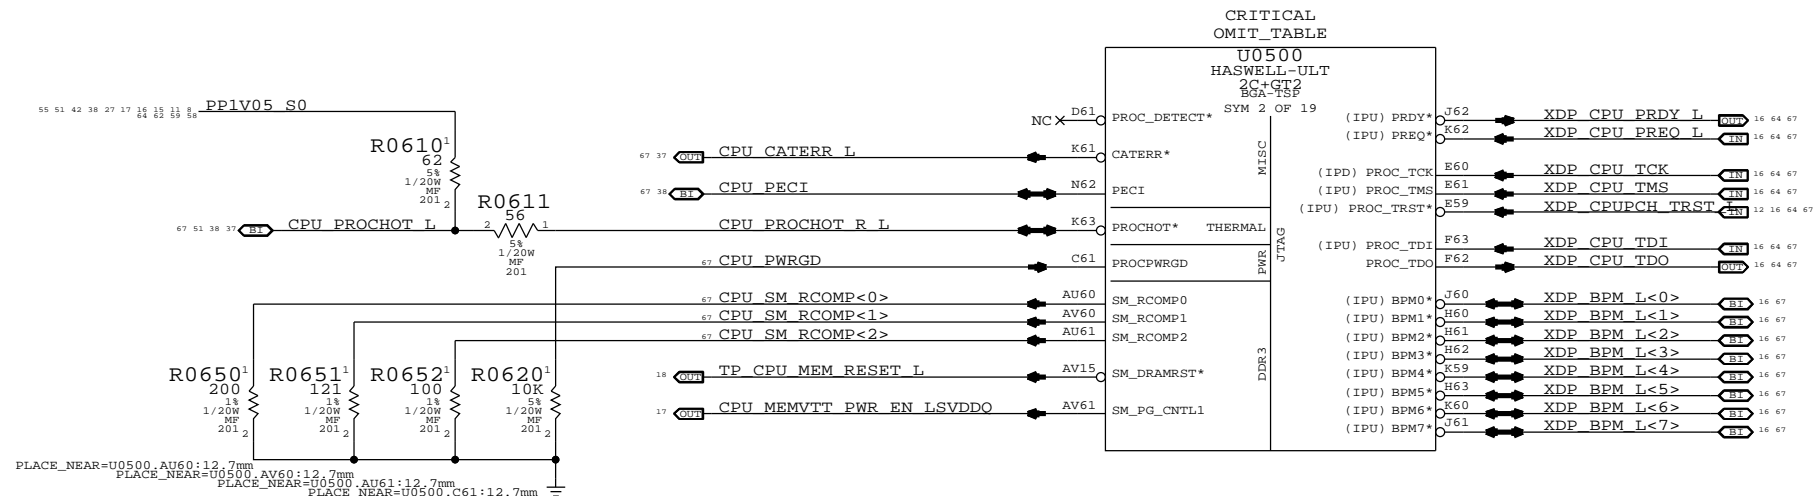 CRITICAL
OMIT_TABLE
U0500
HASWELL-ULT
2C+GT2
BGA-TSP
SYM 2 OF 19
55 51 42 38 27 17 16 15 11 8
64 62 59 58
PP1V05_S0
R0610
1
62
5%
1/20W
MF
201
2
R0611
56
2
1
5%
1/20W
MF
201
67 51 38 37
BI
CPU_PROCHOT_L
NC
D61
PROC_DETECT*
67 37
OUT
CPU_CATERR_L
K61
CATERR*
67 38
BI
CPU_PECI
N62
PECI
CPU_PROCHOT_R_L
K63
PROCHOT*
67
CPU_PWRGD
C61
PROCPWRGD
67
CPU_SM_RCOMP<0>
AU60
SM_RCOMP0
67
CPU_SM_RCOMP<1>
AV60
SM_RCOMP1
67
CPU_SM_RCOMP<2>
AU61
SM_RCOMP2
18
OUT
TP_CPU_MEM_RESET_L
AV15
SM_DRAMRST*
17
OUT
CPU_MEMVTT_PWR_EN_LSVDDQ
AV61
SM_PG_CNTL1
MISC
THERMAL
PWR
DDR3
JTAG
(IPU) PRDY*
J62
XDP_CPU_PRDY_L
OUT
16 64 67
(IPU) PREQ*
K62
XDP_CPU_PREQ_L
IN
16 64 67
(IPD) PROC_TCK
E60
XDP_CPU_TCK
IN
16 64 67
(IPU) PROC_TMS
E61
XDP_CPU_TMS
IN
16 64 67
(IPU) PROC_TRST*
E59
XDP_CPUPCH_TRST_L
IN
12 16 64 67
(IPU) PROC_TDI
F63
XDP_CPU_TDI
IN
16 64 67
PROC_TDO
F62
XDP_CPU_TDO
OUT
16 64 67
(IPU) BPM0*
J60
XDP_BPM_L<0>
BI
16 67
(IPU) BPM1*
H60
XDP_BPM_L<1>
BI
16 67
(IPU) BPM2*
H61
XDP_BPM_L<2>
BI
16 67
(IPU) BPM3*
H62
XDP_BPM_L<3>
BI
16 67
(IPU) BPM4*
K59
XDP_BPM_L<4>
BI
16 67
(IPU) BPM5*
H63
XDP_BPM_L<5>
BI
16 67
(IPU) BPM6*
K60
XDP_BPM_L<6>
BI
16 67
(IPU) BPM7*
J61
XDP_BPM_L<7>
BI
16 67
R0650
1
200
1%
1/20W
MF
201
2
R0651
1
121
1%
1/20W
MF
201
2
R0652
1
100
1%
1/20W
MF
201
2
R0620
1
10K
5%
1/20W
MF
201
2
PLACE_NEAR=U0500.AU60:12.7mm
PLACE_NEAR=U0500.AV60:12.7mm
PLACE_NEAR=U0500.AU61:12.7mm
PLACE_NEAR=U0500.C61:12.7mm